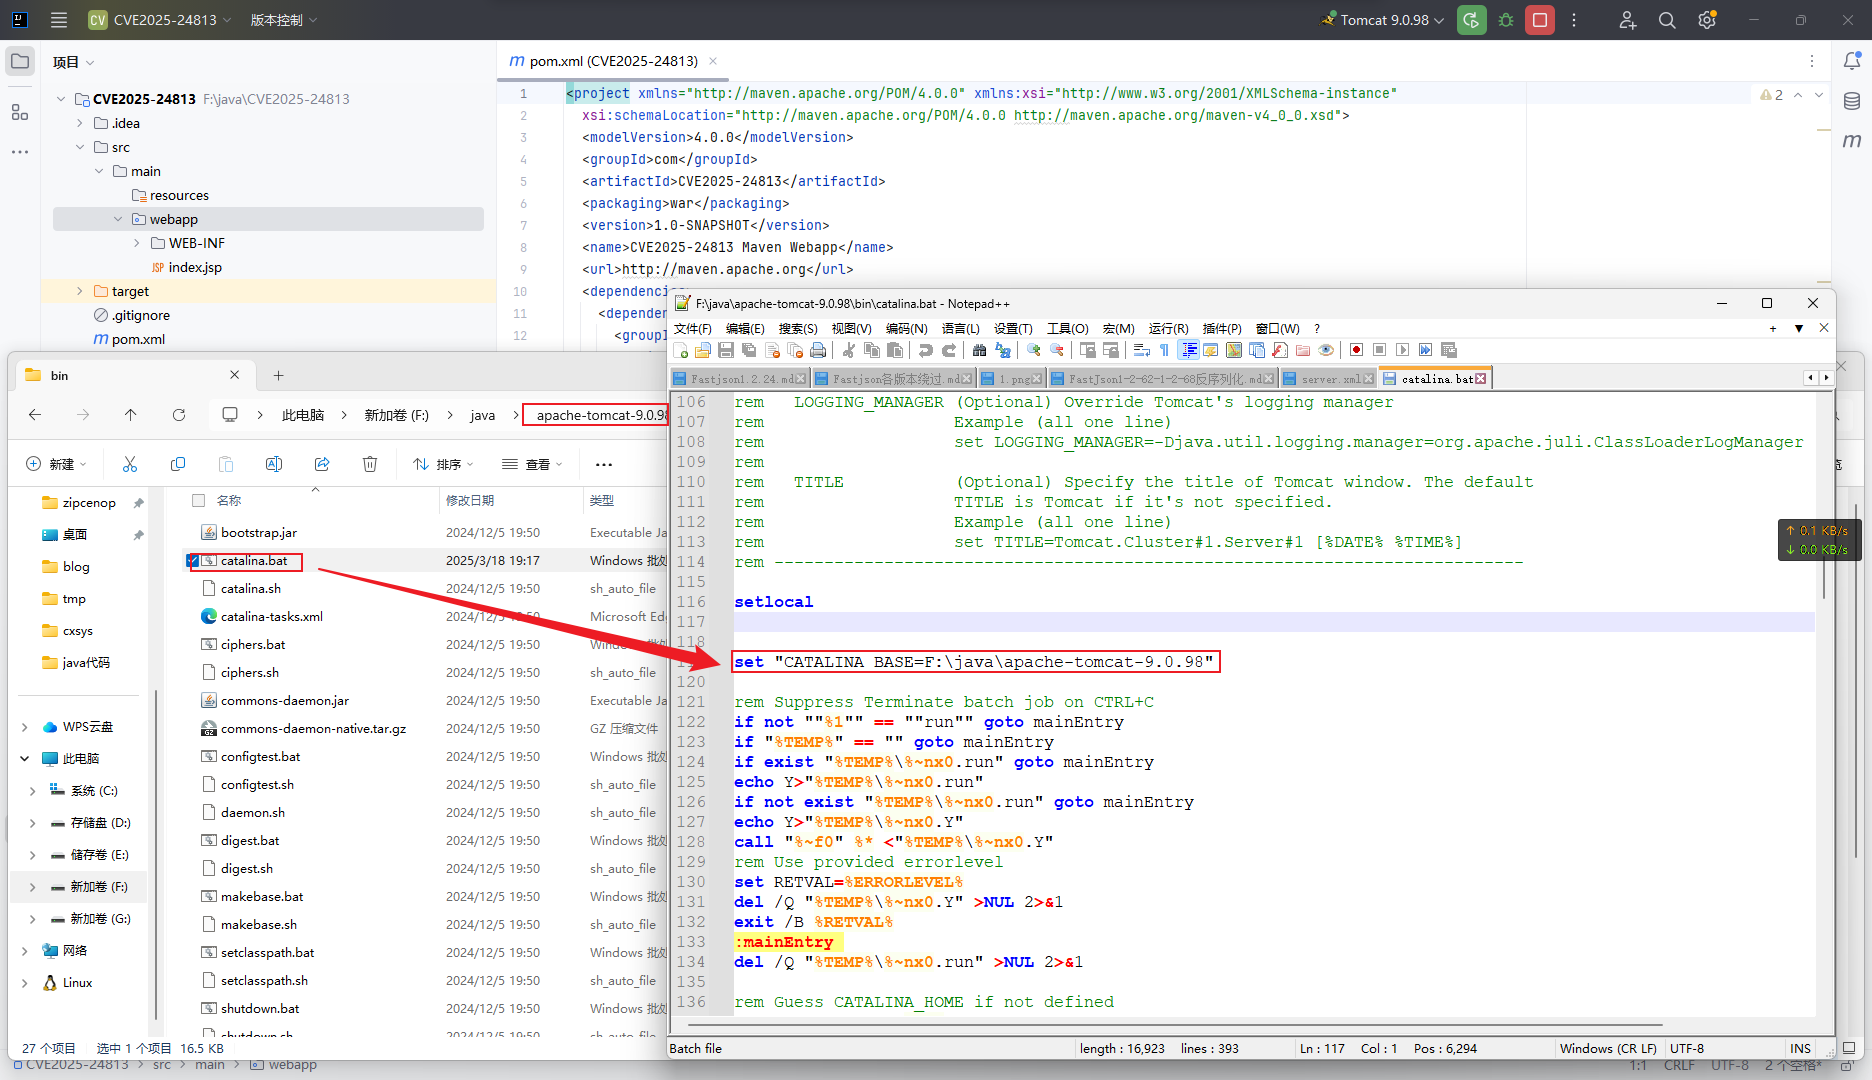 CV CVE2025-24813 版本控制 Tomcat 9.0.98
项目
pom.xml (CVE2025-24813)
CVE2025-24813 F:\java\CVE2025-24813
.idea
src
main
resources
webapp
WEB-INF
JSP index.jsp
target
.gitignore
m pom.xml
1 <project xmlns="http://maven.apache.org/POM/4.0.0" xmlns:xsi="http://www.w3.org/2001/XMLSchema-instance"
2 xsi:schemaLocation="http://maven.apache.org/POM/4.0.0 http://maven.apache.org/maven-v4_0_0.xsd">
3 <modelVersion>4.0.0</modelVersion>
4 <groupId>com</groupId>
5 <artifactId>CVE2025-24813</artifactId>
6 <packaging>war</packaging>
7 <version>1.0-SNAPSHOT</version>
8 <name>CVE2025-24813 Maven Webapp</name>
9 <url>http://maven.apache.org</url>
10 <dependenci
11 <depender
12 <groupI
2
bin
此电脑 新加卷 (F:) java apache-tomcat-9.0.98
新建 排序 查看
zipcenop
桌面
blog
tmp
cxsys
java代码
WPS云盘
此电脑
系统 (C:)
存储盘 (D:)
储存卷 (E:)
新加卷 (F:)
新加卷 (G:)
网络
Linux
名称 修改日期 类型
bootstrap.jar 2024/12/5 19:50 Executable Ja
catalina.bat 2025/3/18 19:17 Windows 批处
catalina.sh 2024/12/5 19:50 sh_auto_file
catalina-tasks.xml 2024/12/5 19:50 Microsoft Ed
ciphers.bat 2024/12/5 19:50 Windows 批处
ciphers.sh 2024/12/5 19:50 sh_auto_file
commons-daemon.jar 2024/12/5 19:50 Executable Ja
commons-daemon-native.tar.gz 2024/12/5 19:50 GZ 压缩文件
configtest.bat 2024/12/5 19:50 Windows 批处
configtest.sh 2024/12/5 19:50 sh_auto_file
daemon.sh 2024/12/5 19:50 sh_auto_file
digest.bat 2024/12/5 19:50 Windows 批处
digest.sh 2024/12/5 19:50 sh_auto_file
makebase.bat 2024/12/5 19:50 Windows 批处
makebase.sh 2024/12/5 19:50 sh_auto_file
setclasspath.bat 2024/12/5 19:50 Windows 批处
setclasspath.sh 2024/12/5 19:50 sh_auto_file
shutdown.bat 2024/12/5 19:50 Windows 批处
shutdown.sh 2024/12/5 19:50 sh_auto_file
27 个项目 选中 1 个项目 16.5 KB
F:\java\apache-tomcat-9.0.98\bin\catalina.bat - Notepad++
文件(F) 编辑(E) 搜索(S) 视图(V) 编码(N) 语言(L) 设置(T) 工具(O) 宏(M) 运行(R) 插件(P) 窗口(W) ?
Fastjson1.2.24.md Fastjson各版本绕过.md 1.png FastJson1-2-62-1-2-68反序列化.md server.xml catalina.bat
106 rem LOGGING_MANAGER (Optional) Override Tomcat's logging manager
107 rem Example (all one line)
108 rem set LOGGING_MANAGER=-Djava.util.logging.manager=org.apache.juli.ClassLoaderLogManager
109 rem
110 rem TITLE (Optional) Specify the title of Tomcat window. The default
111 rem TITLE is Tomcat if it's not specified.
112 rem Example (all one line)
113 rem set TITLE=Tomcat.Cluster#1.Server#1 [%DATE% %TIME%]
114 rem ---------------------------------------------------------------------------
115
116 setlocal
117
118
set "CATALINA_BASE=F:\java\apache-tomcat-9.0.98"
120
121 rem Suppress Terminate batch job on CTRL+C
122 if not ""%1"" == ""run"" goto mainEntry
123 if "%TEMP%" == "" goto mainEntry
124 if exist "%TEMP%\%~nx0.run" goto mainEntry
125 echo Y>"%TEMP%\%~nx0.run"
126 if not exist "%TEMP%\%~nx0.run" goto mainEntry
127 echo Y>"%TEMP%\%~nx0.Y"
128 call "%~f0" %* <"%TEMP%\%~nx0.Y"
129 rem Use provided errorlevel
130 set RETVAL=%ERRORLEVEL%
131 del /Q "%TEMP%\%~nx0.Y" >NUL 2>&1
132 exit /B %RETVAL%
133 :mainEntry
134 del /Q "%TEMP%\%~nx0.run" >NUL 2>&1
135
136 rem Guess CATALINA_HOME if not defined
↑ 0.1 KB/s
↓ 0.0 KB/s
Batch file length : 16,923 lines : 393 Ln : 117 Col : 1 Pos : 6,294 Windows (CR LF) UTF-8 INS
CVE2025-24813 src main webapp 1:1 CRLF UTF-8 2 个空格*